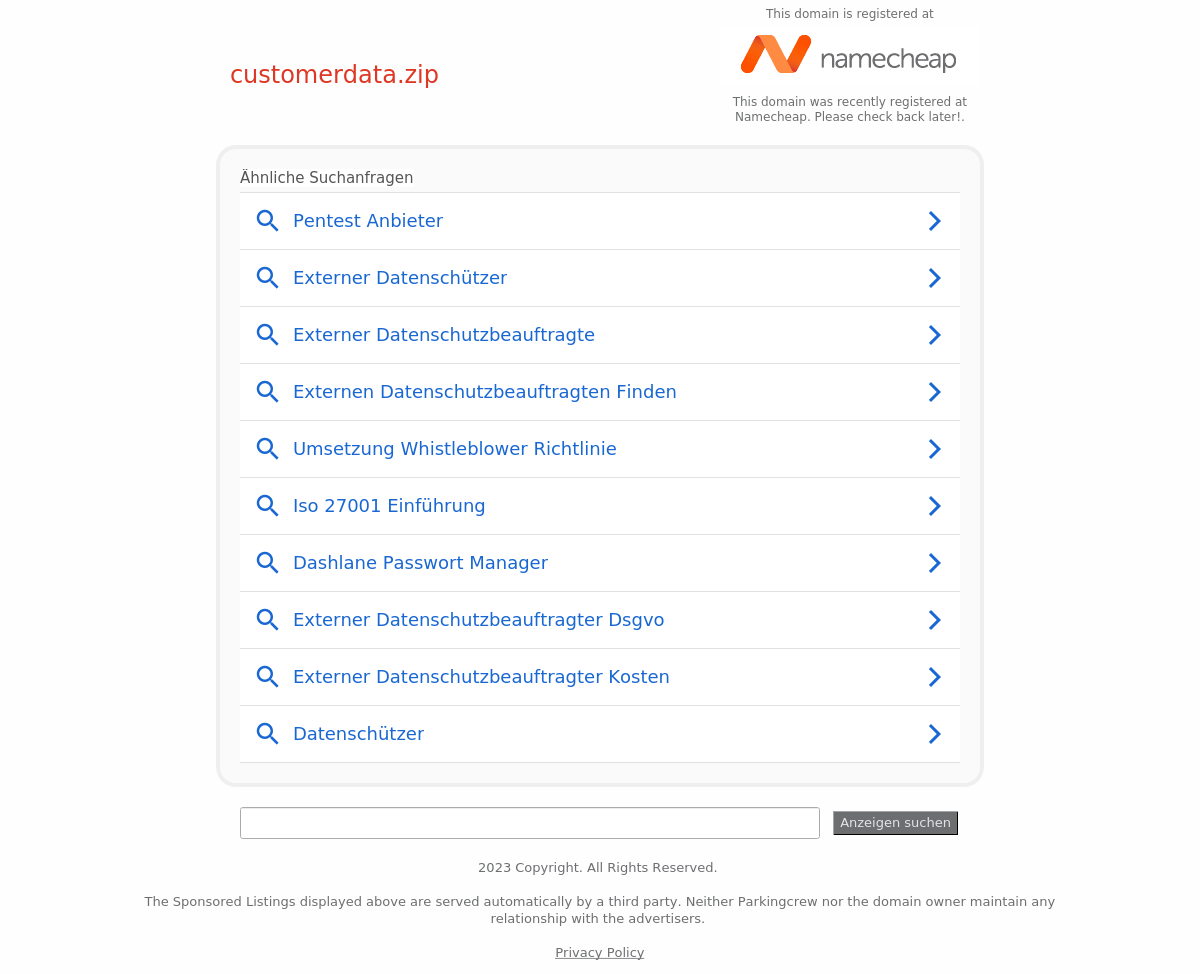 This domain is registered at
namecheap
customerdata.zip
This domain was recently registered at
Namecheap. Please check back later!.
Ähnliche Suchanfragen
Pentest Anbieter
Externer Datenschützer
Externer Datenschutzbeauftragte
Externen Datenschutzbeauftragten Finden
Umsetzung Whistleblower Richtlinie
Iso 27001 Einführung
Dashlane Passwort Manager
Externer Datenschutzbeauftragter Dsgvo
Externer Datenschutzbeauftragter Kosten
Datenschützer
Anzeigen suchen
2023 Copyright. All Rights Reserved.
The Sponsored Listings displayed above are served automatically by a third party. Neither Parkingcrew nor the domain owner maintain any
relationship with the advertisers.
Privacy Policy